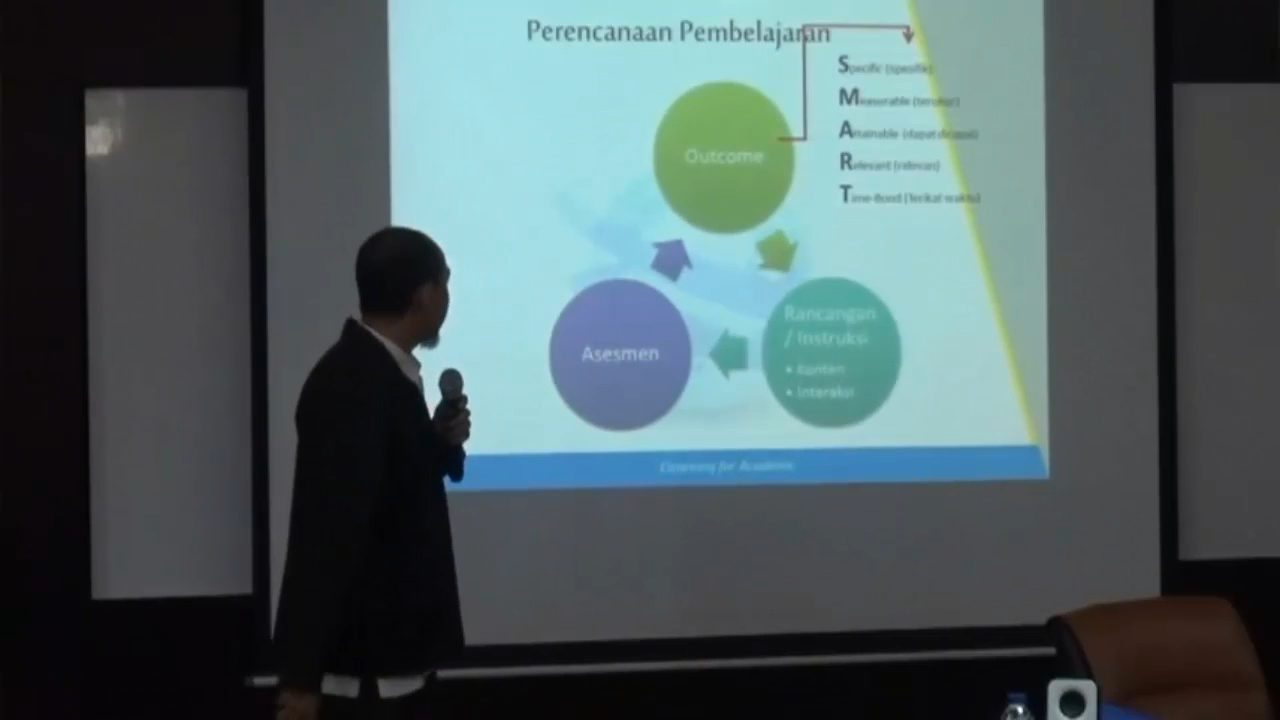 Perencanaan Pembelajaran
Specific (spesifik)
Measurable (terukur)
Attainable (dapat dicapai)
Relevant (relevan)
Time-Bond (Terikat waktu)
Outcome
Rancangan
/ Instruksi
• Konten
• Interaksi
Asesmen
Elearning for Academic